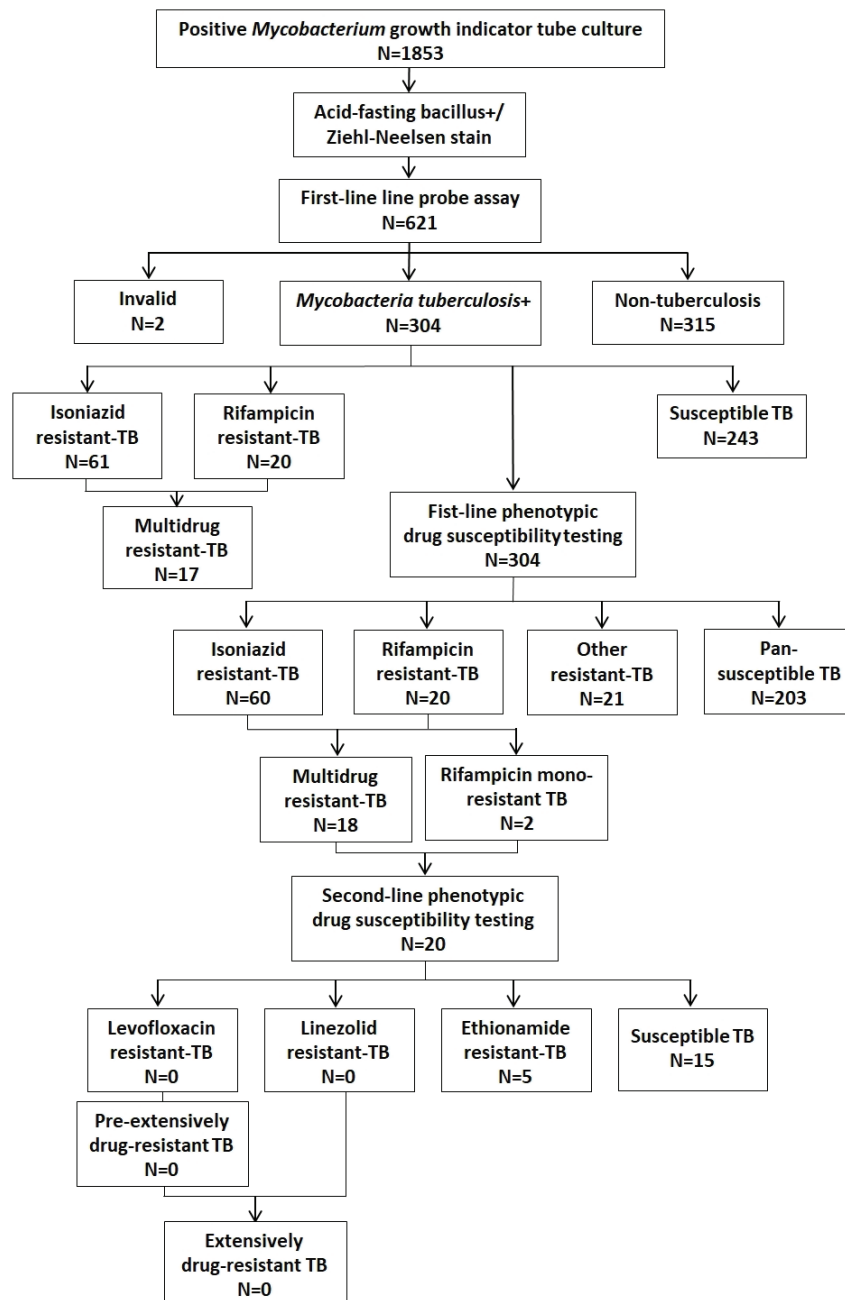 Positive Mycobacterium growth indicator tube culture
N=1853
Acid-fasting bacillus+/
Ziehl-Neelsen stain
First-line line probe assay
N=621
Invalid
N=2
Mycobacteria tuberculosis+
N=304
Non-tuberculosis
N=315
Isoniazid
resistant-TB
N=61
Rifampicin
resistant-TB
N=20
Susceptible TB
N=243
Multidrug
resistant-TB
N=17
Fist-line phenotypic
drug susceptibility testing
N=304
Isoniazid
resistant-TB
N=60
Rifampicin
resistant-TB
N=20
Other
resistant-TB
N=21
Pan-
susceptible TB
N=203
Multidrug
resistant-TB
N=18
Rifampicin mono-
resistant TB
N=2
Second-line phenotypic
drug susceptibility testing
N=20
Levofloxacin
resistant-TB
N=0
Linezolid
resistant-TB
N=0
Ethionamide
resistant-TB
N=5
Susceptible TB
N=15
Pre-extensively
drug-resistant TB
N=0
Extensively
drug-resistant TB
N=0